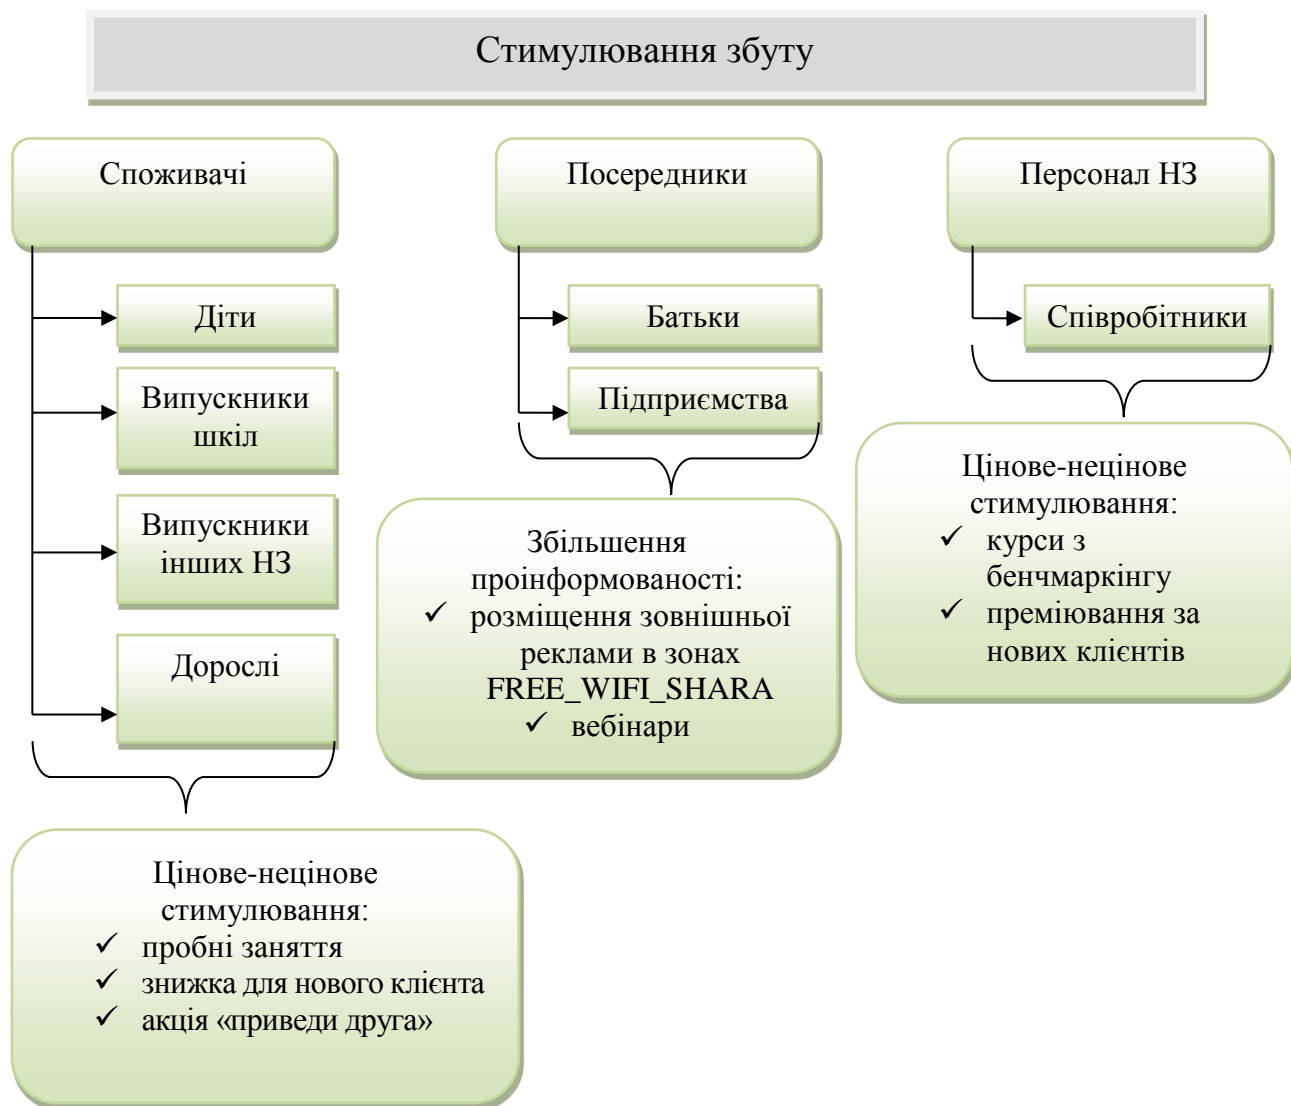 Стимулювання збуту
Споживачі
Діти
Випускники
шкіл
Випускники
інших НЗ
Дорослі
Цінове-нецінове
стимулювання:
✓ пробні заняття
✓ знижка для нового клієнта
✓ акція «приведи друга»
Посередники
Батьки
Підприємства
Збільшення
проінформованості:
✓ розміщення зовнішньої
реклами в зонах
FREE_WIFI_SHARA
✓ вебінари
Персонал НЗ
Співробітники
Цінове-нецінове
стимулювання:
✓ курси з
бенчмаркінгу
✓ преміювання за
нових клієнтів